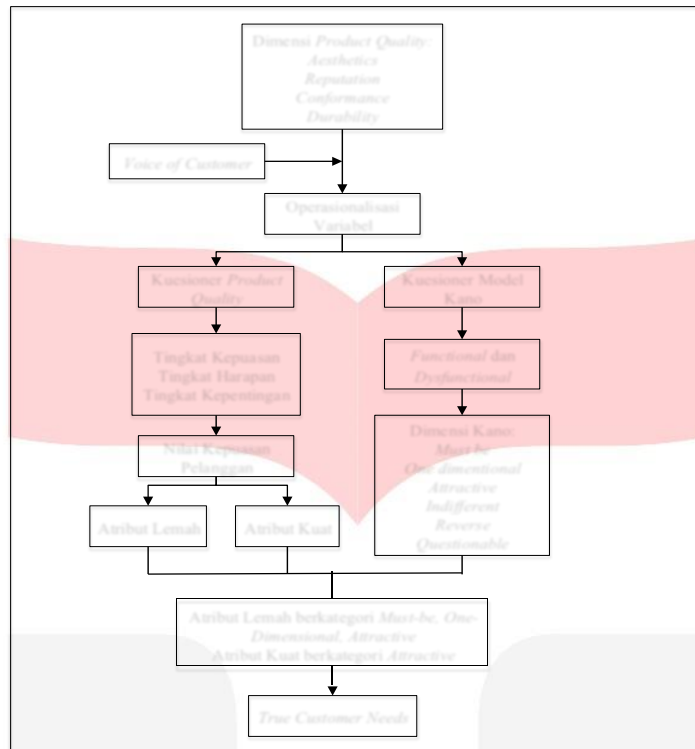 Dimensi Product Quality:
Aesthetics
Reputation
Conformance
Durability
Voice of Customer
Operasionalisasi
Variabel
Kuesioner Product
Quality
Kuesioner Model
Kano
Tingkat Kepuasan
Tingkat Harapan
Tingkat Kepentingan
Functional dan
Dysfunctional
Nilai Kepuasan
Pelanggan
Dimensi Kano:
Must be
One dimentional
Attractive
Indifferent
Reverse
Questionable
Atribut Lemah
Atribut Kuat
Atribut Lemah berkategori Must-be, One-
Dimensional, Attractive
Atribut Kuat berkategori Attractive
True Customer Needs